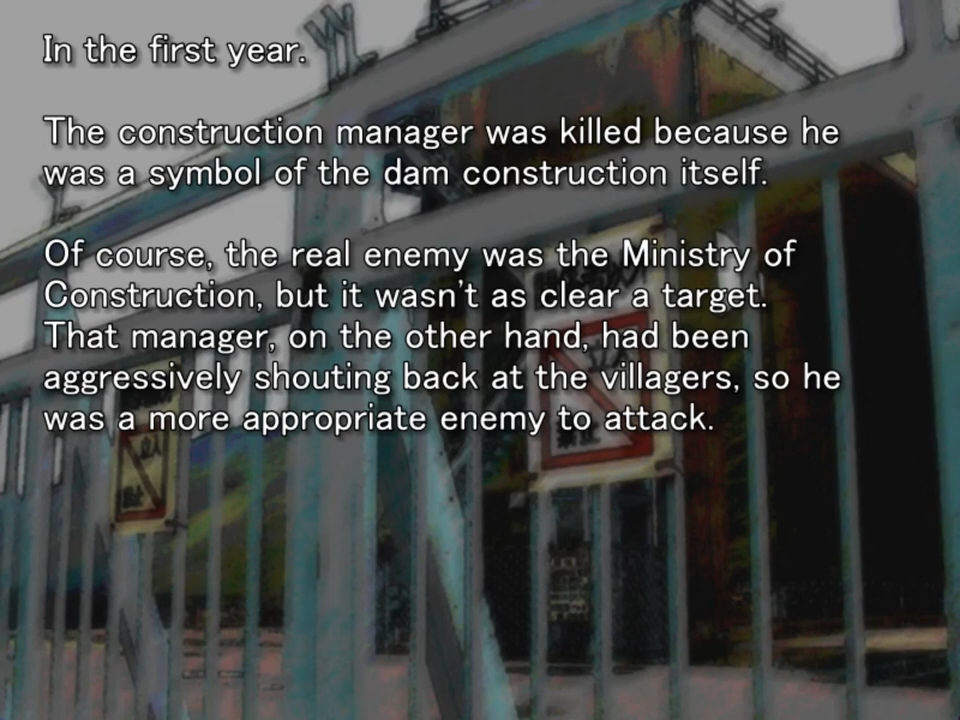 In the first year.
The construction manager was killed because he
was a symbol of the dam construction itself.
Of course, the real enemy was the Ministry of
Construction, but it wasn't as clear a target.
That manager, on the other hand, had been
aggressively shouting back at the villagers, so he
was a more appropriate enemy to attack.